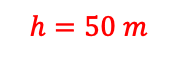 h = 50 m